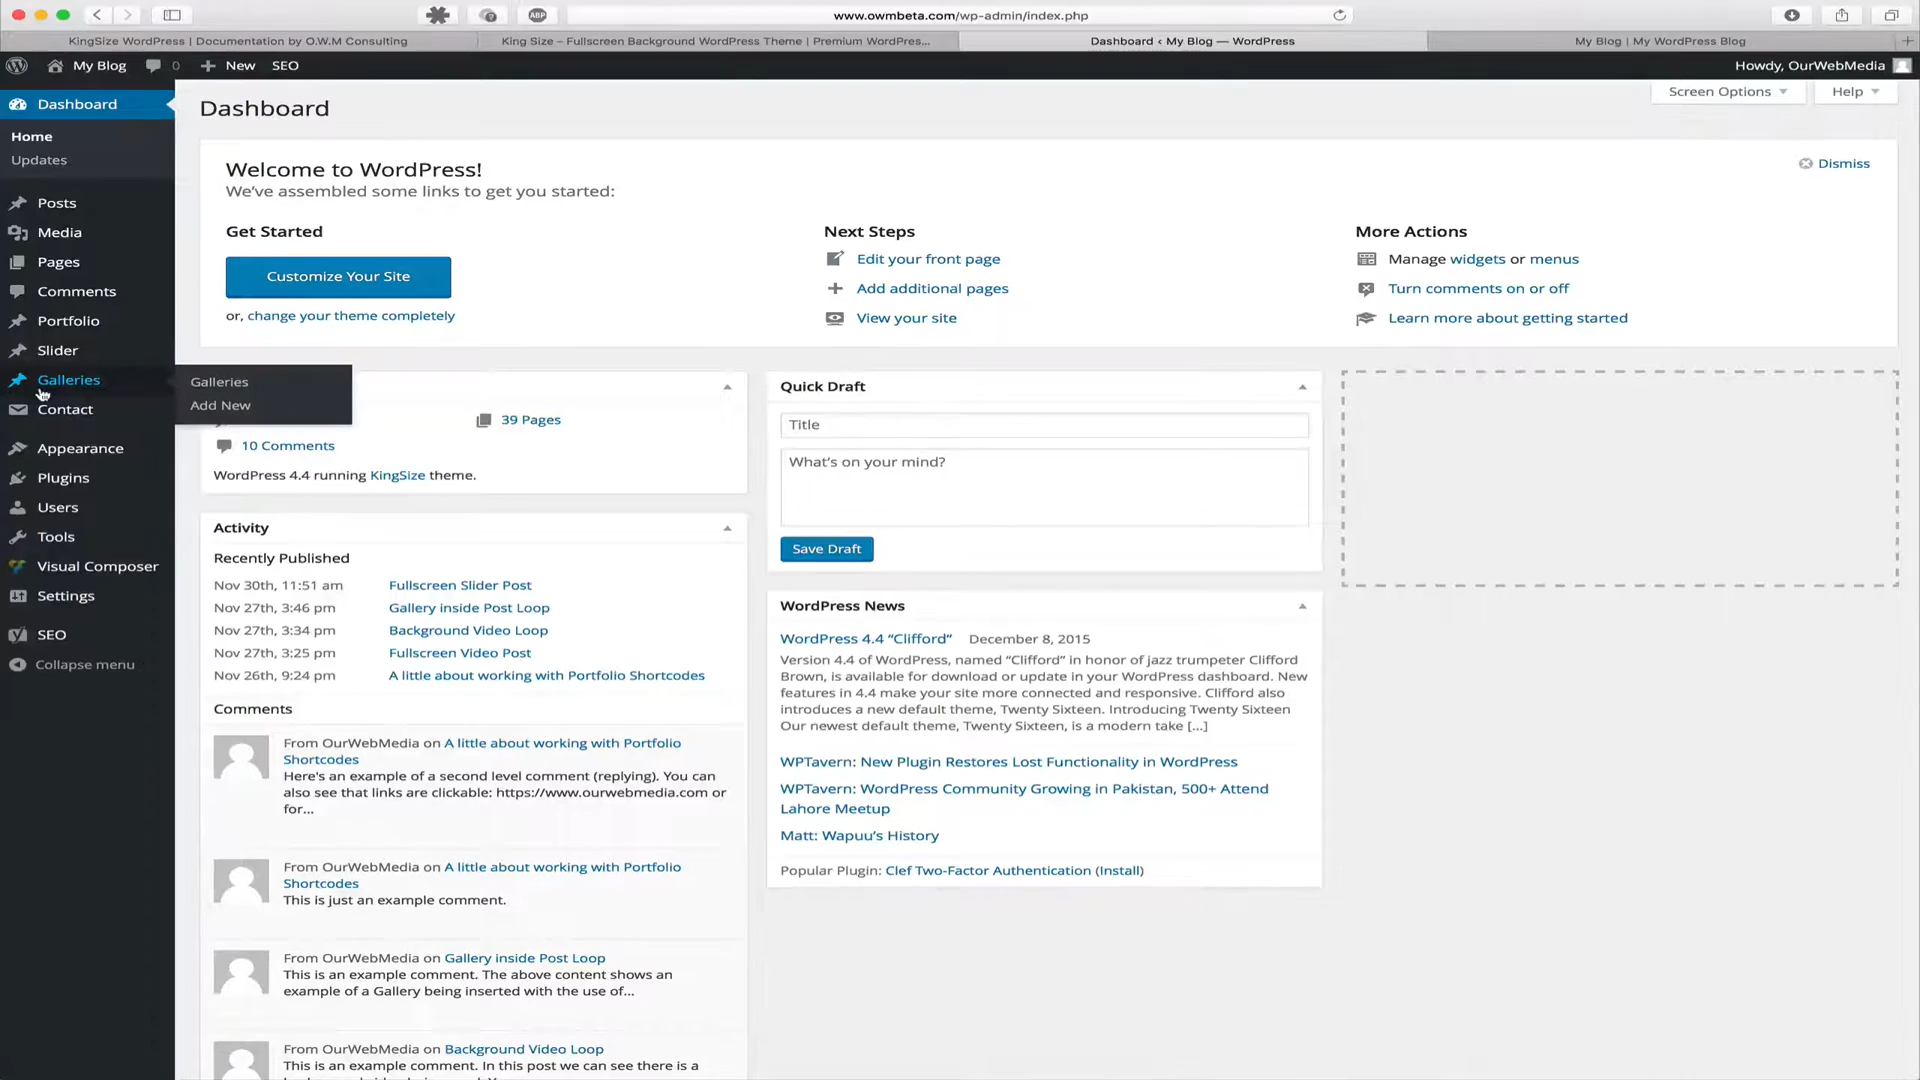 ABP
www.owmbeta.com/wp-admin/index.php
KingSize WordPress | Documentation by O.W.M Consulting
King Size – Fullscreen Background WordPress Theme | Premium WordPres...
Dashboard ‹ My Blog — WordPress
My Blog | My WordPress Blog
My Blog
0
New
SEO
Howdy, OurWebMedia
Dashboard
Home
Updates
Posts
Media
Pages
Comments
Portfolio
Slider
Galleries
Contact
Appearance
Plugins
Users
Tools
Visual Composer
Settings
SEO
Collapse menu
Galleries
Add New
Dashboard
Screen Options
Help
Welcome to WordPress!
We've assembled some links to get you started:
Dismiss
Get Started
Customize Your Site
or, change your theme completely
Next Steps
Edit your front page
Add additional pages
View your site
More Actions
Manage widgets or menus
Turn comments on or off
Learn more about getting started
39 Pages
10 Comments
WordPress 4.4 running KingSize theme.
Activity
Recently Published
Nov 30th, 11:51 am Fullscreen Slider Post
Nov 27th, 3:46 pm Gallery inside Post Loop
Nov 27th, 3:34 pm Background Video Loop
Nov 27th, 3:25 pm Fullscreen Video Post
Nov 26th, 9:24 pm A little about working with Portfolio Shortcodes
Comments
From OurWebMedia on A little about working with Portfolio
Shortcodes
Here's an example of a second level comment (replying). You can
also see that links are clickable: https://www.ourwebmedia.com or
for...
From OurWebMedia on A little about working with Portfolio
Shortcodes
This is just an example comment.
From OurWebMedia on Gallery inside Post Loop
This is an example comment. The above content shows an
example of a Gallery being inserted with the use of...
From OurWebMedia on Background Video Loop
This is an example comment. In this post we can see there is a
Quick Draft
Title
What's on your mind?
Save Draft
WordPress News
WordPress 4.4 “Clifford” December 8, 2015
Version 4.4 of WordPress, named “Clifford” in honor of jazz trumpeter Clifford
Brown, is available for download or update in your WordPress dashboard. New
features in 4.4 make your site more connected and responsive. Clifford also
introduces a new default theme, Twenty Sixteen. Introducing Twenty Sixteen
Our newest default theme, Twenty Sixteen, is a modern take [...]
WPTavern: New Plugin Restores Lost Functionality in WordPress
WPTavern: WordPress Community Growing in Pakistan, 500+ Attend
Lahore Meetup
Matt: Wapuu's History
Popular Plugin: Clef Two-Factor Authentication (Install)